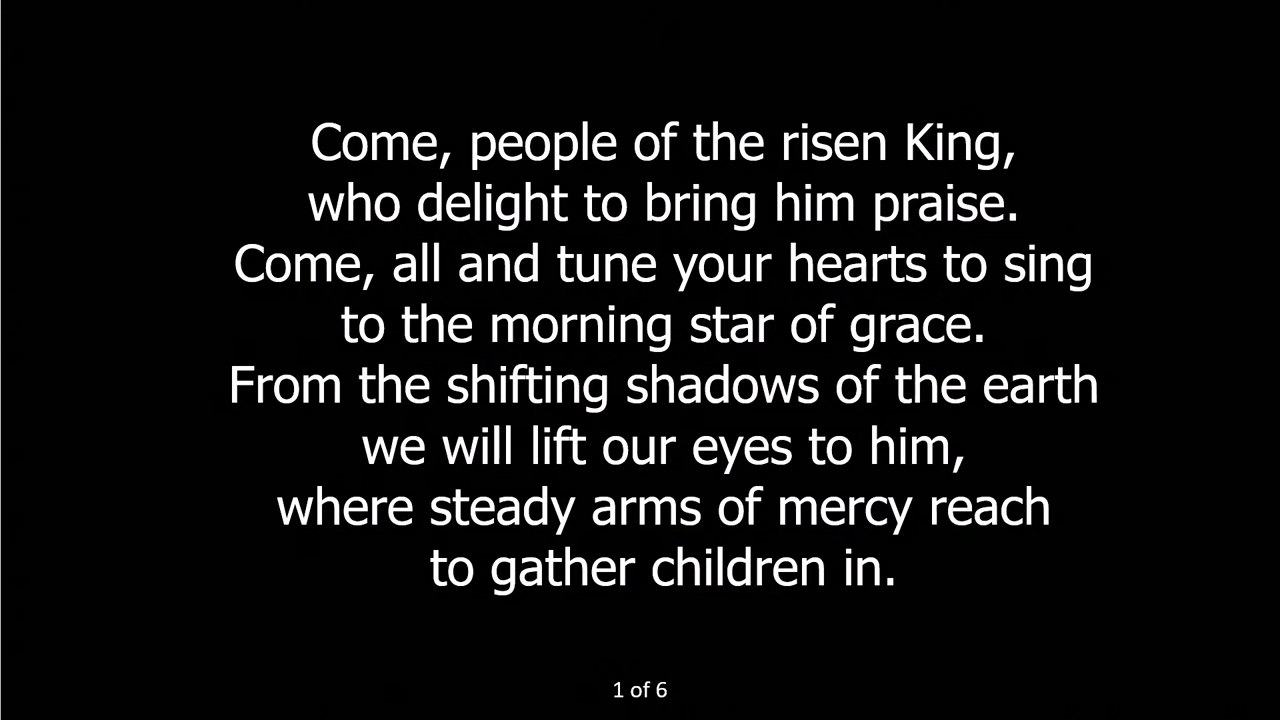 Come, people of the risen King,
who delight to bring him praise.
Come, all and tune your hearts to sing
to the morning star of grace.
From the shifting shadows of the earth
we will lift our eyes to him,
where steady arms of mercy reach
to gather children in.
1 of 6